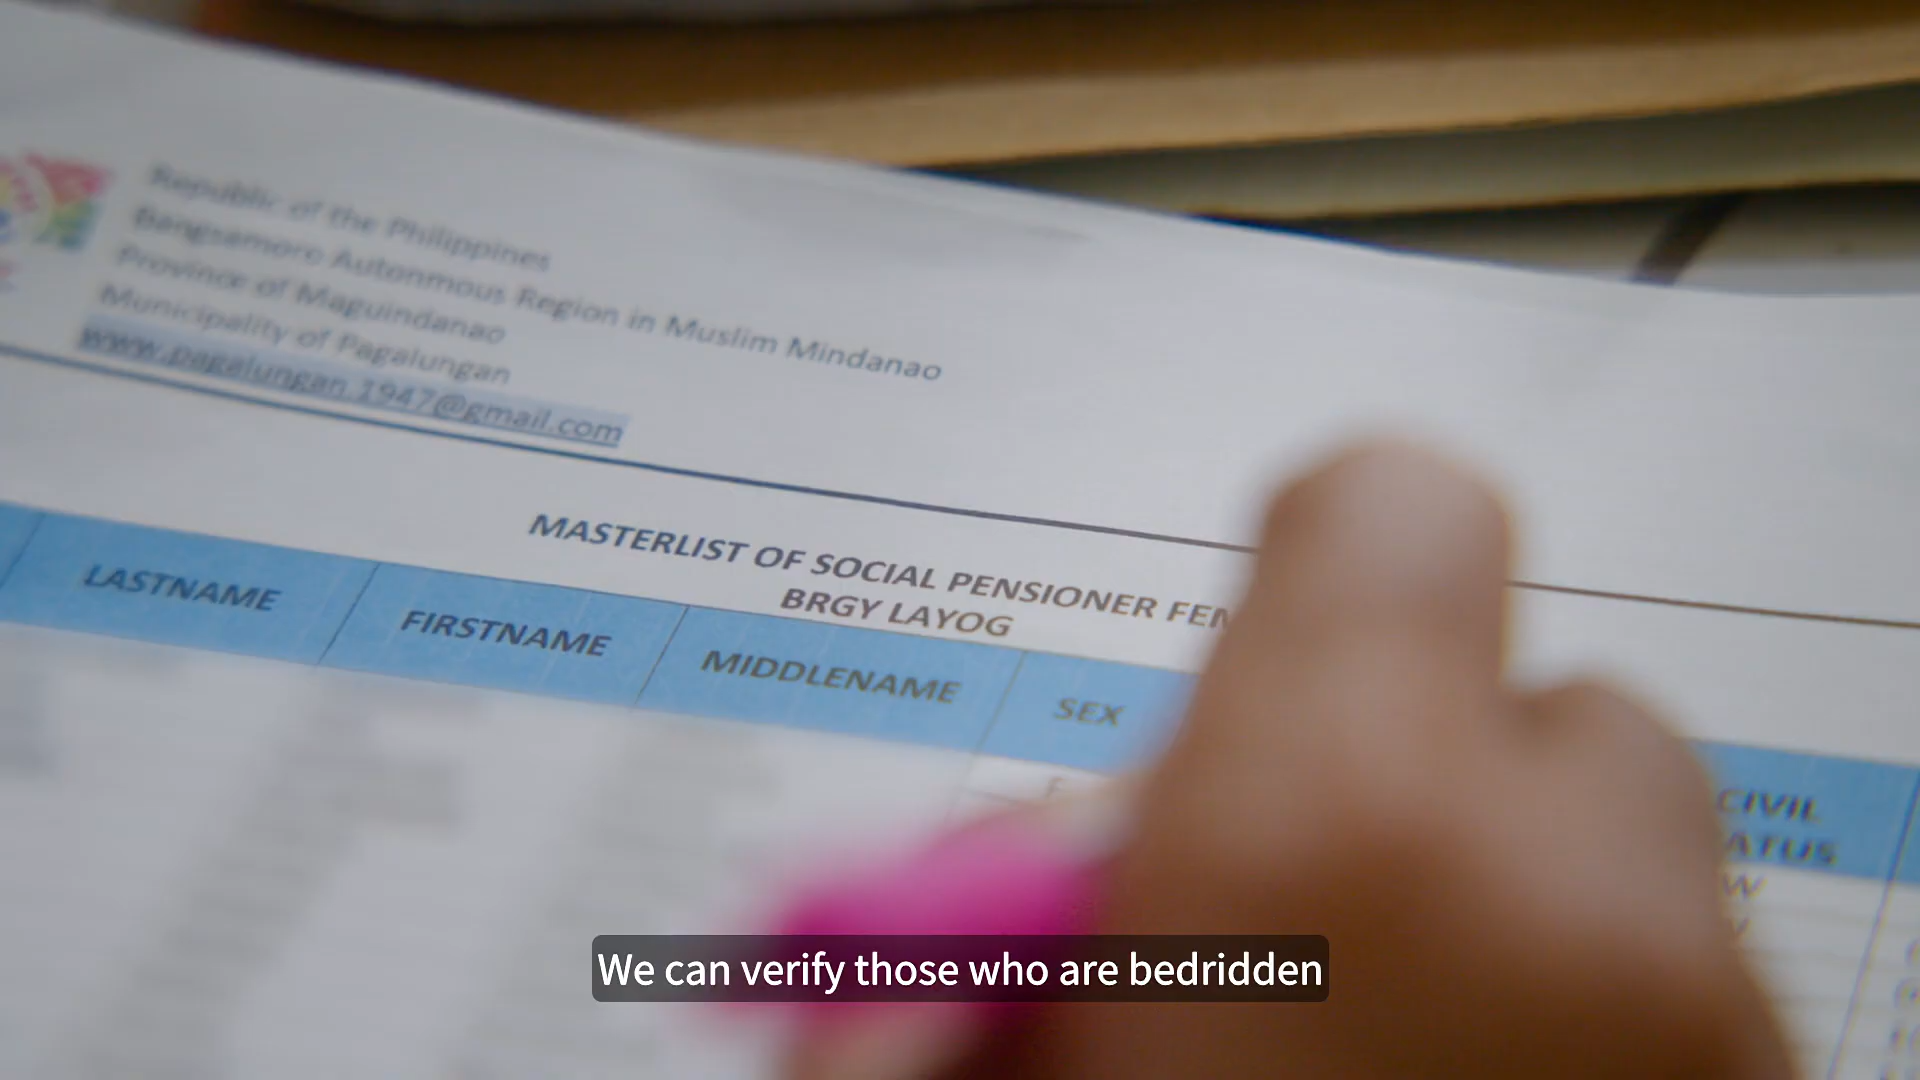 Republic of the Philippines
Bangsamoro Autonmous Region in Muslim Mindanao
Province of Maguindanao
Municipality of Pagalungan
www.pagalungan.1947@gmail.com
MASTERLIST OF SOCIAL PENSIONER
BRGY LAYOG
LASTNAME
FIRSTNAME
MIDDLENAME
SEX
CIVIL
ATUS
F
W
We can verify those who are bedridden